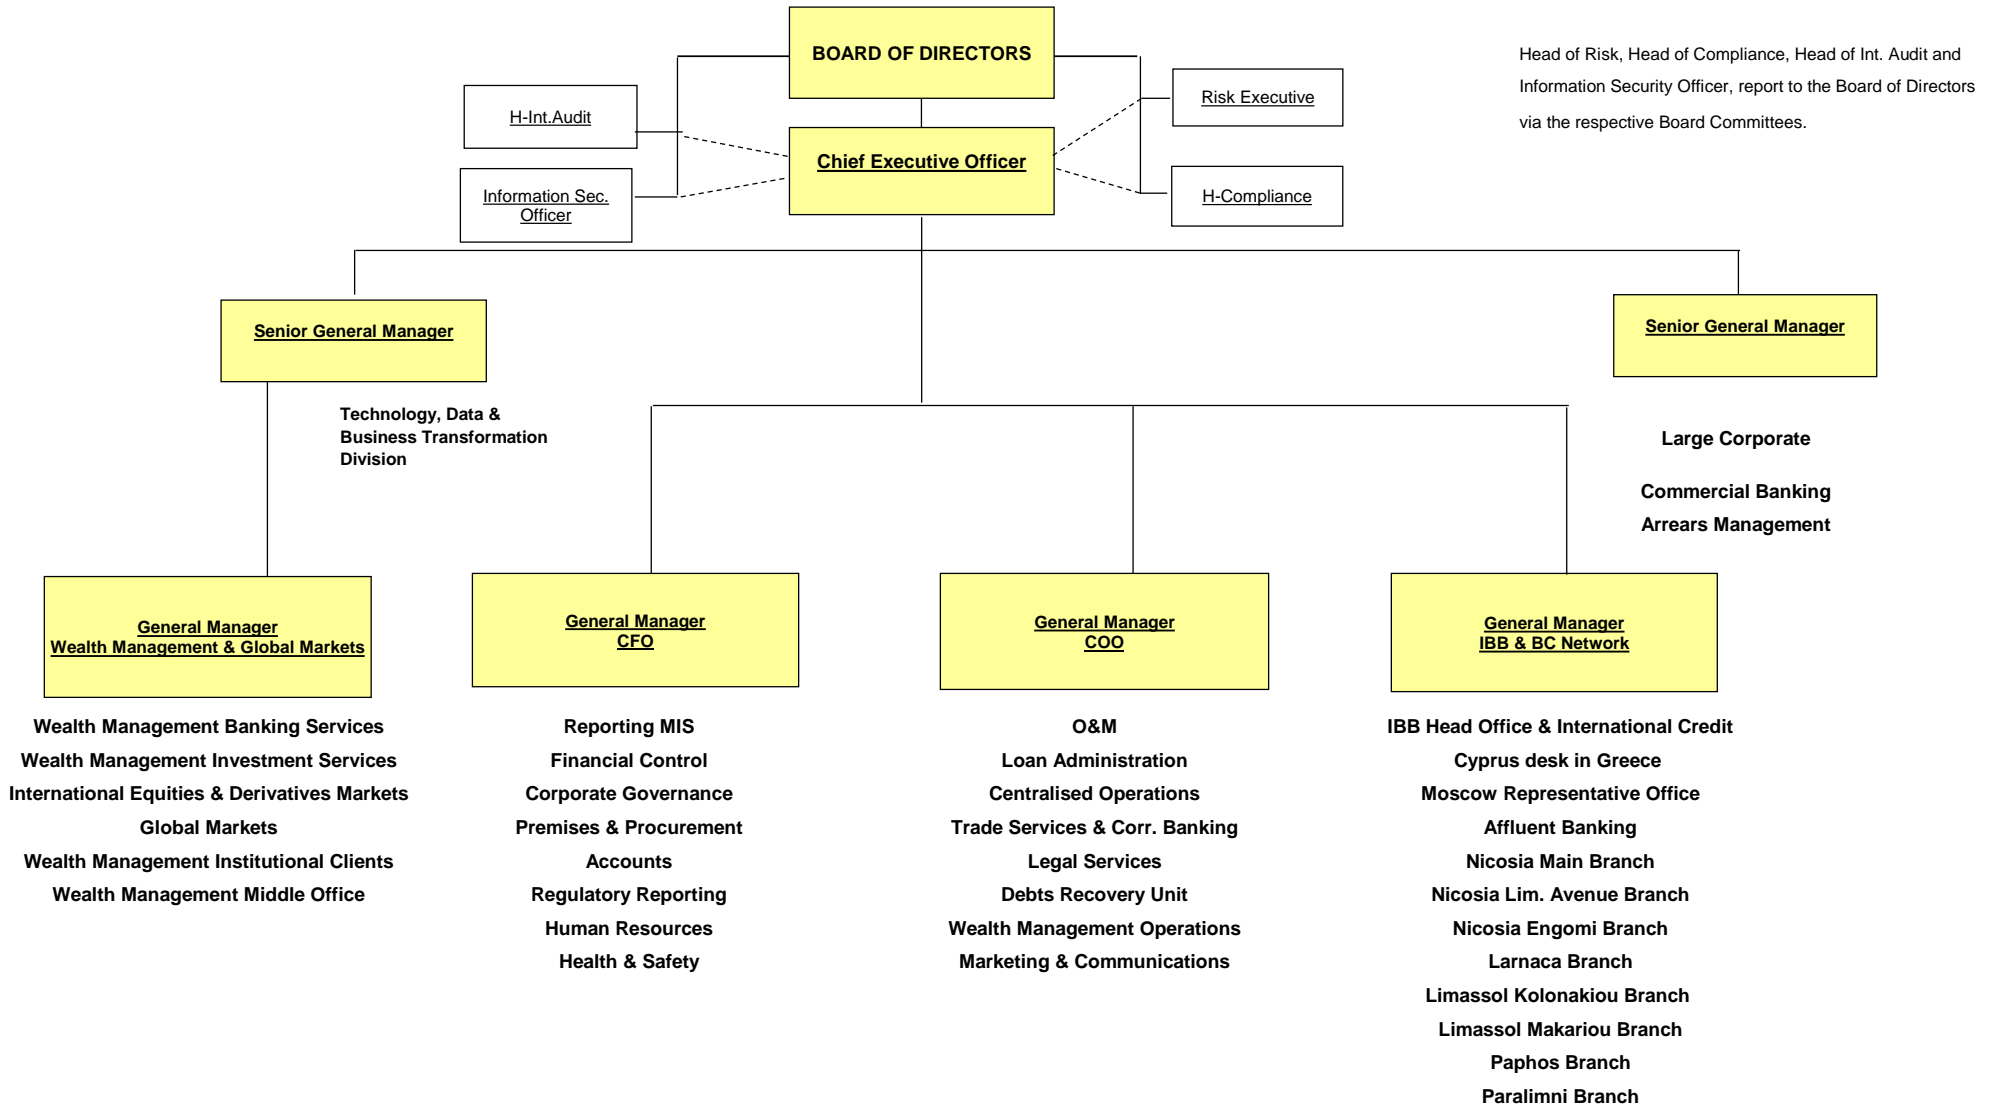 BOARD OF DIRECTORS
Head of Risk, Head of Compliance, Head of Int. Audit and
Information Security Officer, report to the Board of Directors
via the respective Board Committees.
H-Int.Audit
Risk Executive
Chief Executive Officer
Information Sec.
Officer
H-Compliance
Senior General Manager
Senior General Manager
Technology, Data &
Business Transformation
Division
Large Corporate
Commercial Banking
Arrears Management
General Manager
Wealth Management & Global Markets
Wealth Management Banking Services
Wealth Management Investment Services
International Equities & Derivatives Markets
Global Markets
Wealth Management Institutional Clients
Wealth Management Middle Office
General Manager
CFO
Reporting MIS
Financial Control
Corporate Governance
Premises & Procurement
Accounts
Regulatory Reporting
Human Resources
Health & Safety
General Manager
COO
O&M
Loan Administration
Centralised Operations
Trade Services & Corr. Banking
Legal Services
Debts Recovery Unit
Wealth Management Operations
Marketing & Communications
General Manager
IBB & BC Network
IBB Head Office & International Credit
Cyprus desk in Greece
Moscow Representative Office
Affluent Banking
Nicosia Main Branch
Nicosia Lim. Avenue Branch
Nicosia Engomi Branch
Larnaca Branch
Limassol Kolonakiou Branch
Limassol Makariou Branch
Paphos Branch
Paralimni Branch